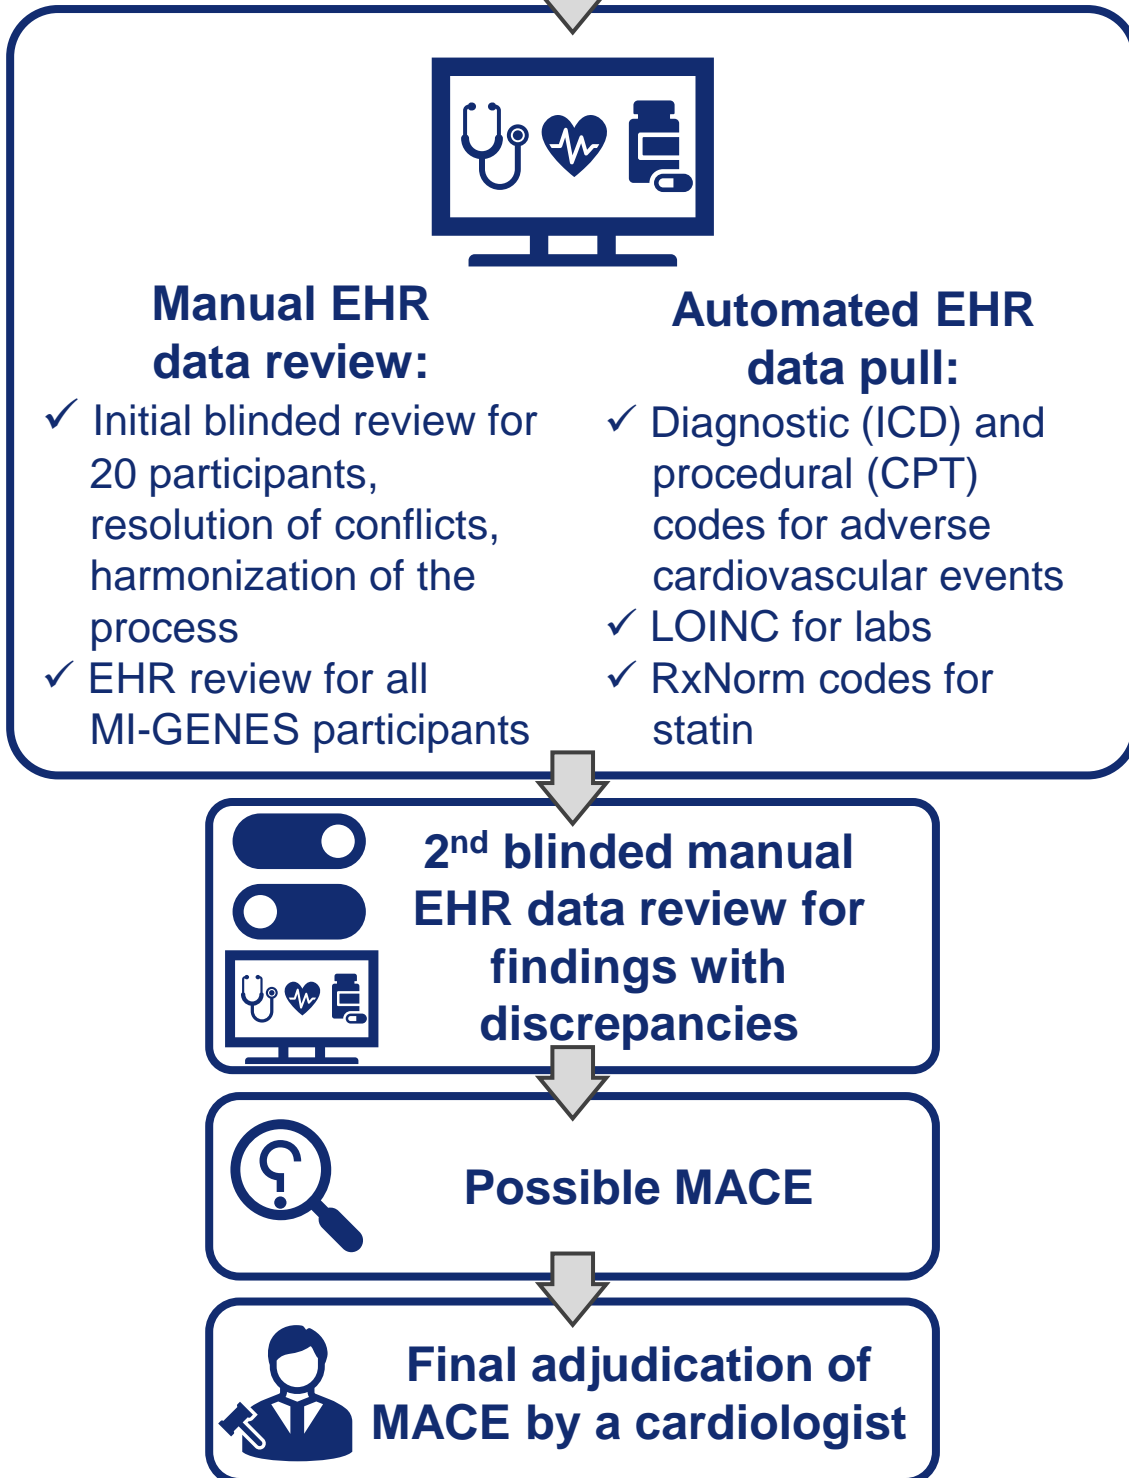 Manual EHR
data review:
✓ Initial blinded review for
20 participants,
resolution of conflicts,
harmonization of the
process
✓ EHR review for all
MI-GENES participants
Automated EHR
data pull:
✓ Diagnostic (ICD) and
procedural (CPT)
codes for adverse
cardiovascular events
✓ LOINC for labs
✓ RxNorm codes for
statin
2nd blinded manual
EHR data review for
findings with
discrepancies
Possible MACE
Final adjudication of
MACE by a cardiologist